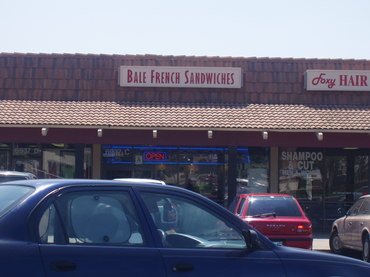 BALE FRENCH SANDWICHES
Foxy HAIR
OPEN
SHAMPOO
CUT